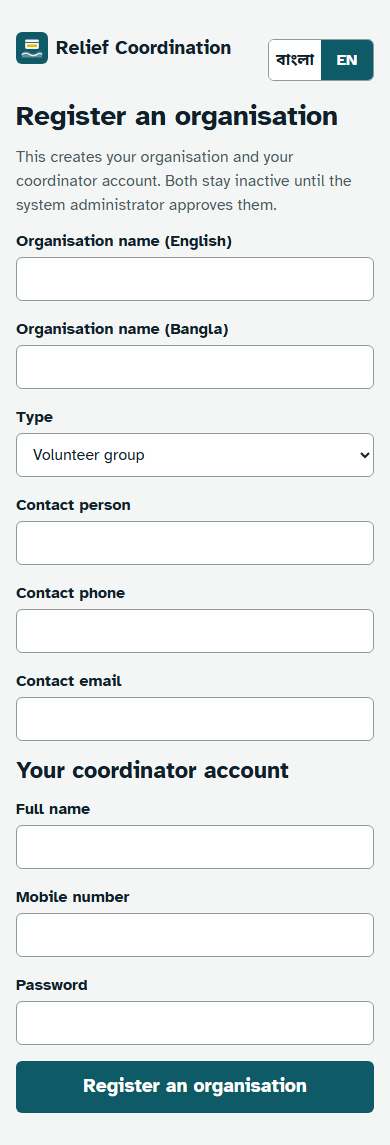 Relief Coordination
বাংলা EN
Register an organisation
This creates your organisation and your
coordinator account. Both stay inactive until the
system administrator approves them.
Organisation name (English)
Organisation name (Bangla)
Type
Volunteer group
Contact person
Contact phone
Contact email
Your coordinator account
Full name
Mobile number
Password
Register an organisation